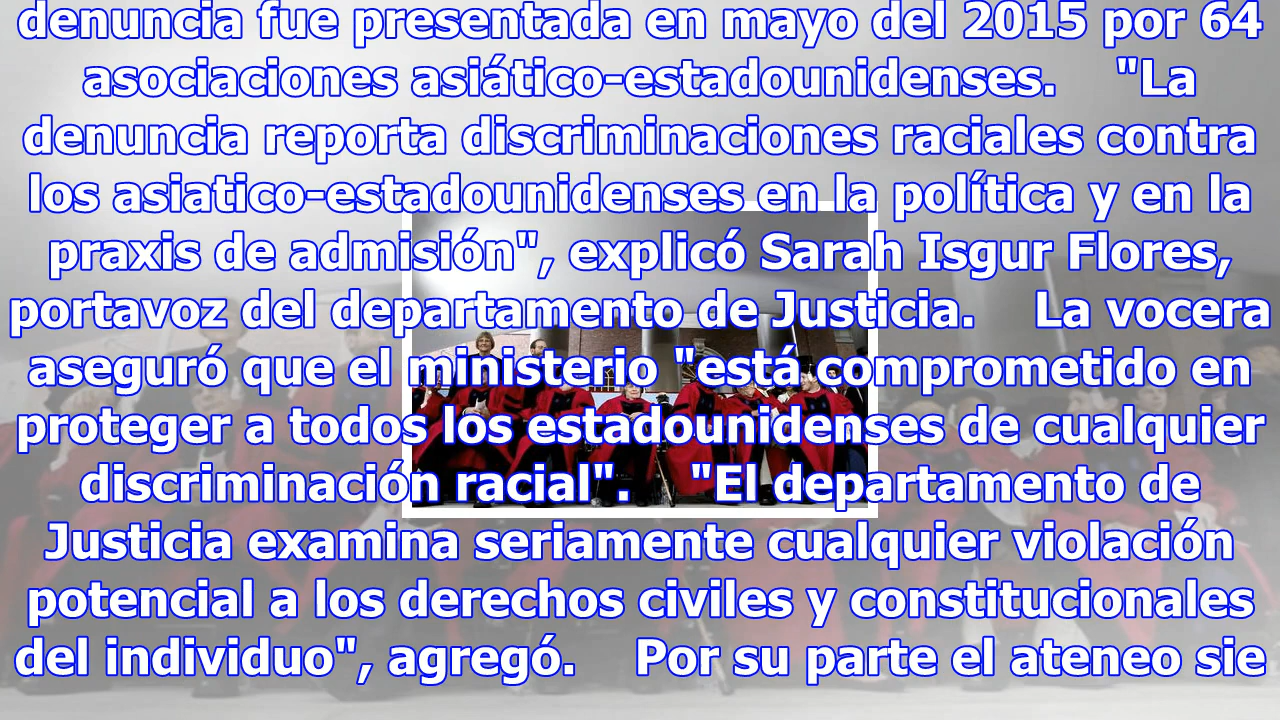 denuncia fue presentada en mayo del 2015 por 64
asociaciones asiático-estadounidenses. "La
denuncia reporta discriminaciones raciales contra
los asiatico-estadounidenses en la política y en la
praxis de admisión", explicó Sarah Isgur Flores,
portavoz del departamento de Justicia. La vocera
aseguró que el ministerio "está comprometido en
proteger a todos los estadounidenses de cualquier
discriminación racial". "El departamento de
Justicia examina seriamente cualquier violación
potencial a los derechos civiles y constitucionales
del individuo", agregó. Por su parte el ateneo sie